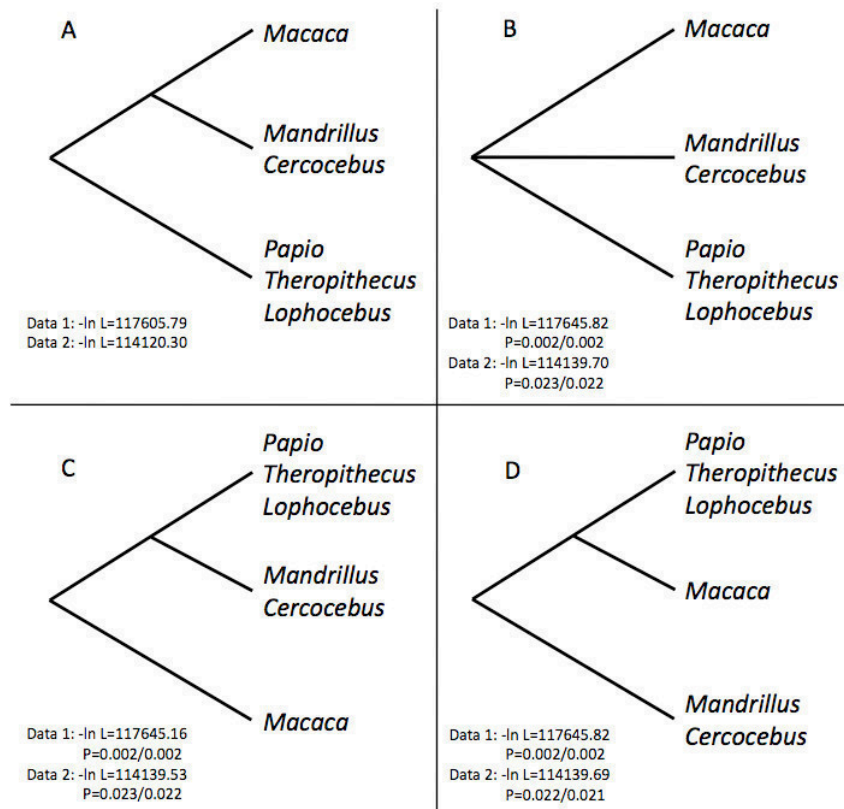 A
Macaca
Mandrillus
Cercocebus
Papio
Theropithecus
Lophocebus
Data 1: -ln L=117605.79
Data 2: -ln L=114120.30
B
Macaca
Mandrillus
Cercocebus
Papio
Theropithecus
Lophocebus
Data 1: -ln L=117645.82
P=0.002/0.002
Data 2: -ln L=114139.70
P=0.023/0.022
C
Papio
Theropithecus
Lophocebus
Mandrillus
Cercocebus
Macaca
Data 1: -ln L=117645.16
P=0.002/0.002
Data 2: -ln L=114139.53
P=0.023/0.022
D
Papio
Theropithecus
Lophocebus
Macaca
Mandrillus
Cercocebus
Data 1: -ln L=117645.82
P=0.002/0.002
Data 2: -ln L=114139.69
P=0.022/0.021